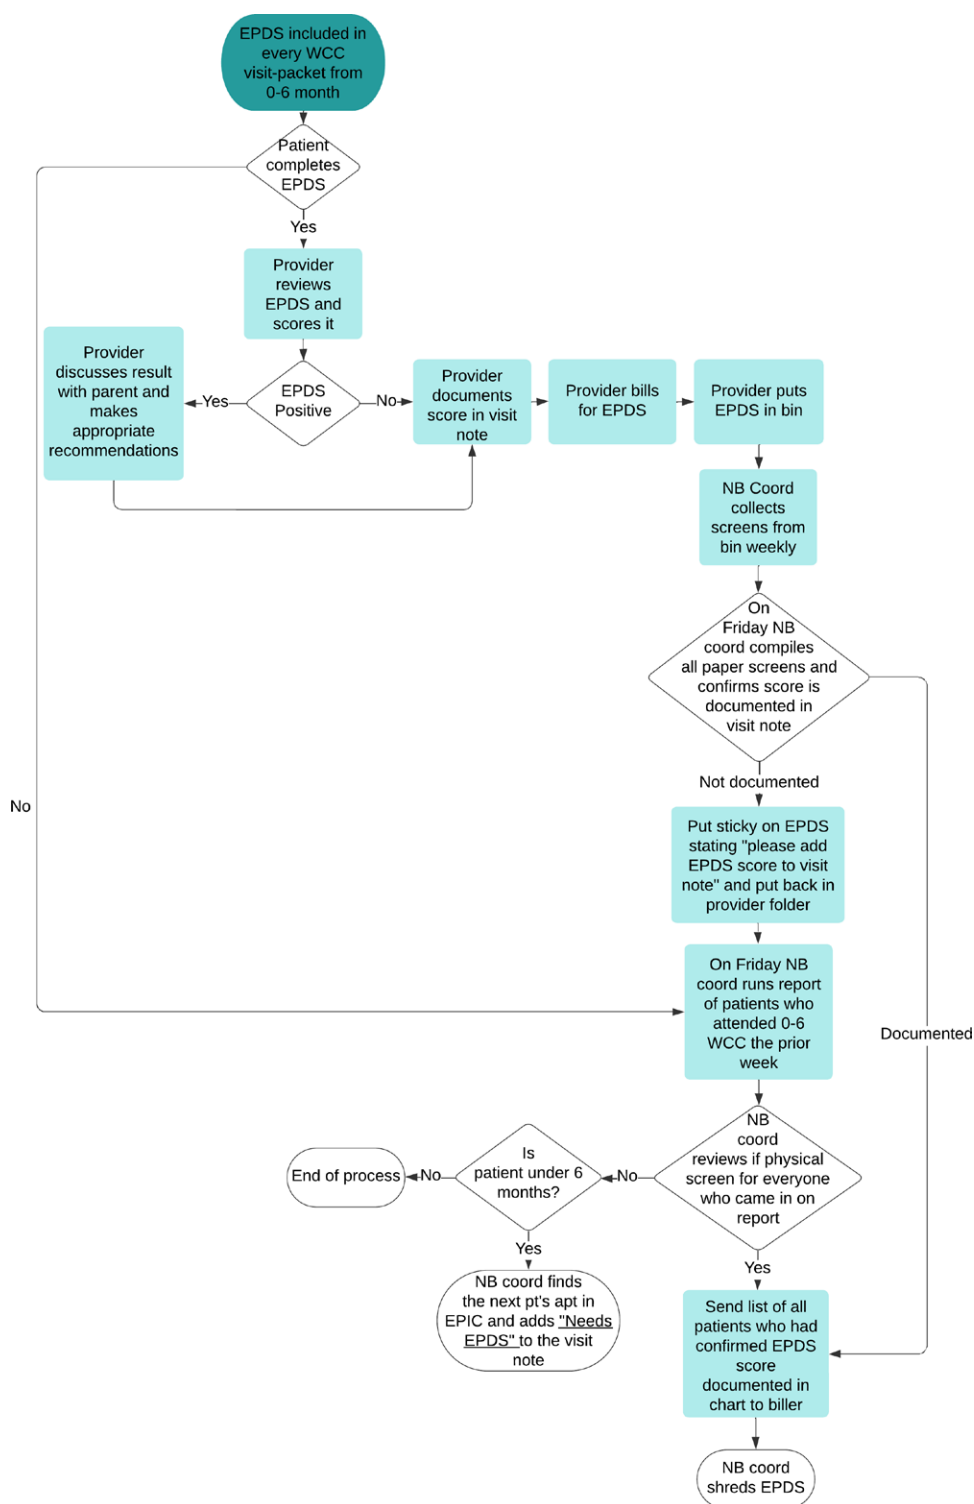 EPDS included in
every WCC
visit-packet from
0-6 month
Patient
completes
EPDS
Yes
Provider
reviews
EPDS and
scores it
Provider
discusses result
with parent and
makes
appropriate
recommendations
Yes
EPDS
Positive
No
Provider
documents
score in visit
note
Provider bills
for EPDS
Provider puts
EPDS in bin
NB Coord
collects
screens from
bin weekly
On
Friday NB
coord compiles
all paper screens and
confirms score is
documented in
visit note
Not documented
No
Put sticky on EPDS
stating "please add
EPDS score to visit
note" and put back in
provider folder
On Friday NB
coord runs report
of patients who
attended 0-6
WCC the prior
week
Documented
NB
coord
reviews if physical
screen for everyone
who came in on
report
No
Is
patient under 6
months?
No
End of process
Yes
NB coord finds
the next pt's apt in
EPIC and adds "Needs
EPDS" to the visit
note
Yes
Send list of all
patients who had
confirmed EPDS
score
documented in
chart to biller
NB coord
shreds EPDS